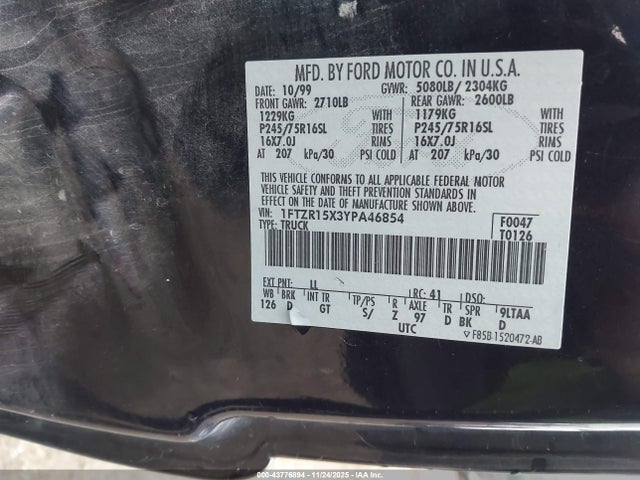 MFD. BY FORD MOTOR CO. IN U.S.A.
DATE: 10/99 GVWR: 5080LB/ 2304KG
FRONT GAWR: 2710LB REAR GAWR: 2600LB
1229KG WITH 1179KG WITH
P245/75R16SL TIRES P245/75R16SL TIRES
16X7.0J RIMS 16X7.0J RIMS
AT 207 kPa/30 PSI COLD AT 207 kPa/30 PSI COLD
THIS VEHICLE CONFORMS TO ALL APPLICABLE FEDERAL MOTOR
VEHICLE SAFETY AND THEFT PREVENTION STANDARDS IN
EFFECT ON THE DATE OF MANUFACTURE SHOWN ABOVE.
VIN: 1FTZR15X3YPA46854 F0047
TYPE: TRUCK T0126
EXT PNT: LL RC: 41 DSO:
WB BRK INT TR TP/PS R AXLE TR SPR 9LTAA
126 D GT S/ Z 97 D BK D
UTC F85B-1520472-AB
000-43776894 - 11/24/2025 - IAA Inc.